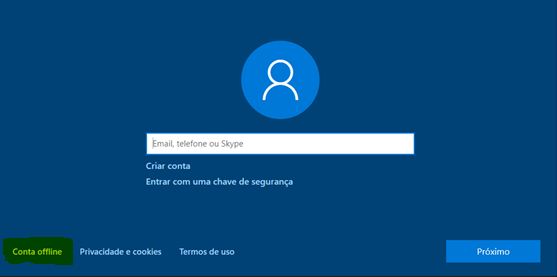 Email, telefone ou Skype
Criar conta
Entrar com uma chave de segurança
Conta offline Privacidade e cookies Termos de uso Próximo